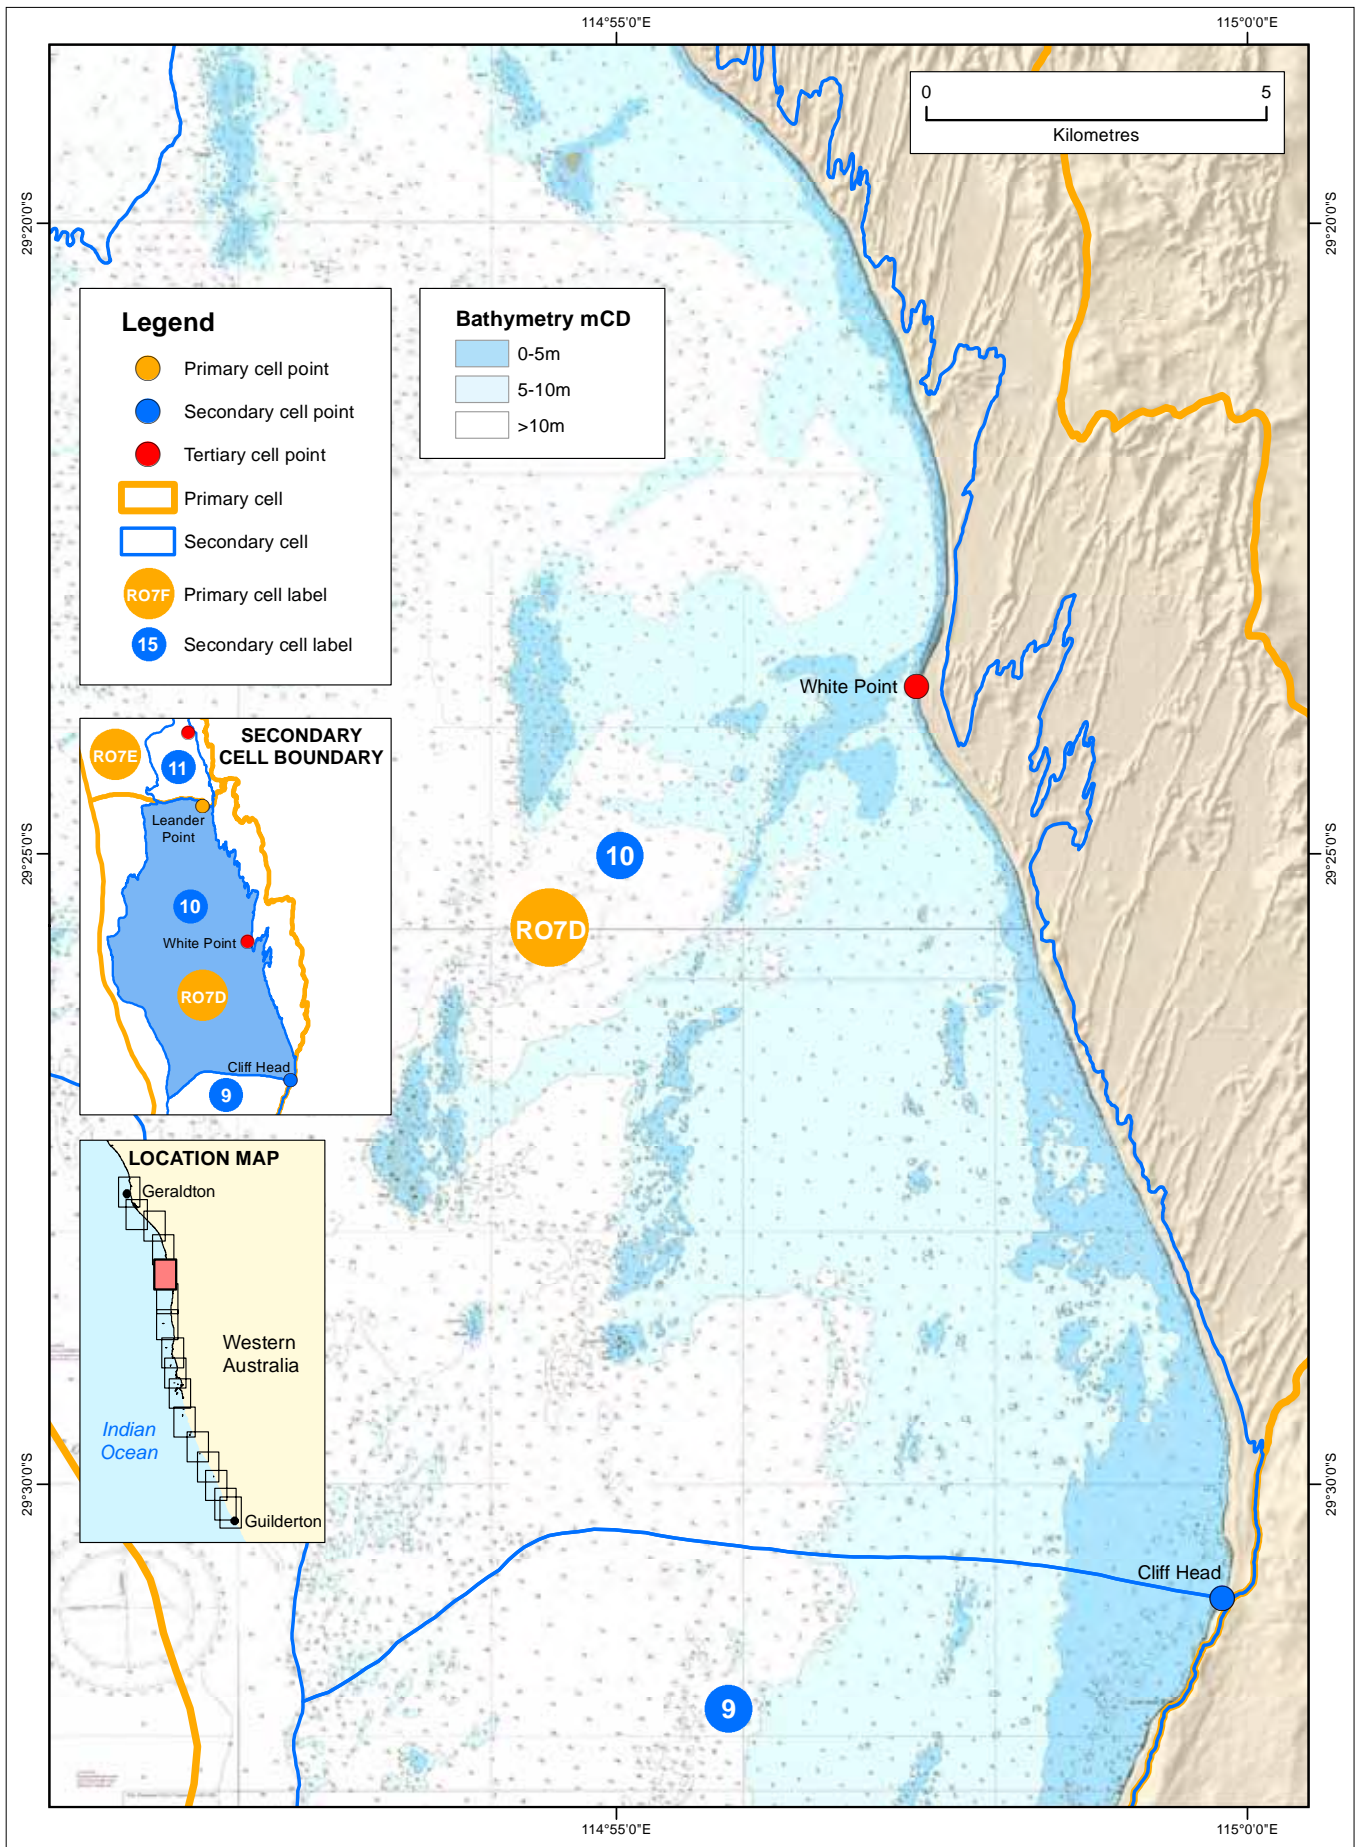 114°55'0"E
115°0'0"E
0
5
Kilometres
29°20'0"S
29°20'0"S
Legend
Primary cell point
Secondary cell point
Tertiary cell point
Primary cell
Secondary cell
RO7F
Primary cell label
15
Secondary cell label
Bathymetry mCD
0-5m
5-10m
>10m
White Point
SECONDARY
CELL BOUNDARY
RO7E
11
Leander
Point
10
White Point
RO7D
Cliff Head
9
29°25'0"S
29°25'0"S
10
RO7D
LOCATION MAP
Geraldton
Western
Australia
Indian
Ocean
Guilderton
29°30'0"S
29°30'0"S
Cliff Head
9
114°55'0"E
115°0'0"E